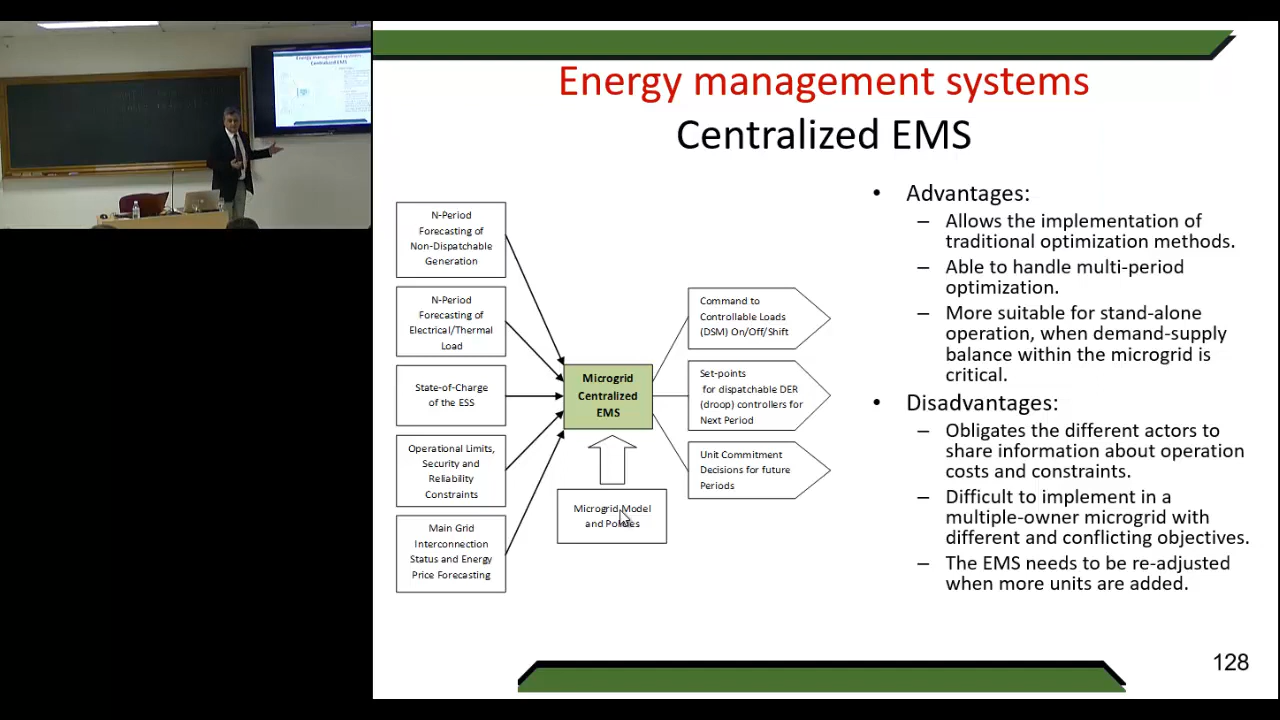 Energy management systems
Centralized EMS
N-Period
Forecasting of
Non-Dispatchable
Generation
N-Period
Forecasting of
Electrical/Thermal
Load
State-of-Charge
of the ESS
Operational Limits,
Security and
Reliability
Constraints
Main Grid
Interconnection
Status and Energy
Price Forecasting
Microgrid
Centralized
EMS
Microgrid Model
and Policies
Command to
Controllable Loads
(DSM) On/Off/Shift
Set-points
for dispatchable DER
(droop) controllers for
Next Period
Unit Commitment
Decisions for future
Periods
• Advantages:
– Allows the implementation of
traditional optimization methods.
– Able to handle multi-period
optimization.
– More suitable for stand-alone
operation, when demand-supply
balance within the microgrid is
critical.
• Disadvantages:
– Obligates the different actors to
share information about operation
costs and constraints.
– Difficult to implement in a
multiple-owner microgrid with
different and conflicting objectives.
– The EMS needs to be re-adjusted
when more units are added.
128
Energy management systems
Centralized EMS